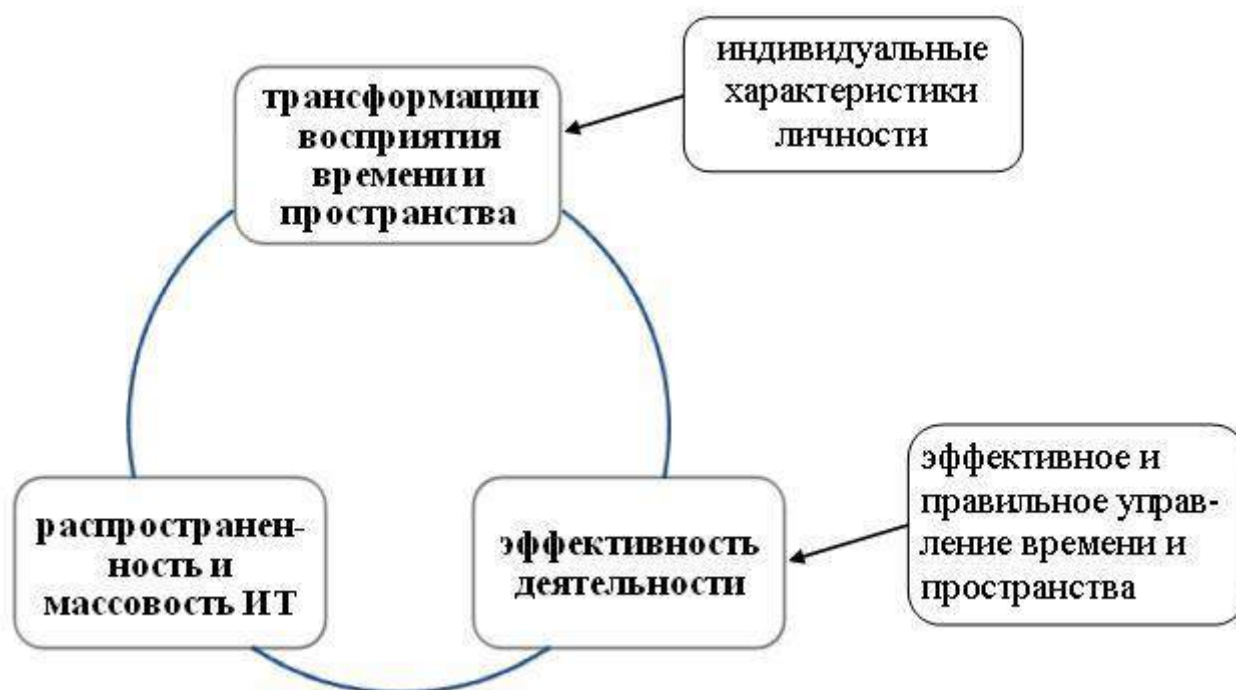 индивидуальные
характеристики
личности
трансформации
восприятия
времени и
пространства
распространен-
ность и
массовость ИТ
эффективность
деятельности
эффективное и
правильное управ-
ление времени и
пространства